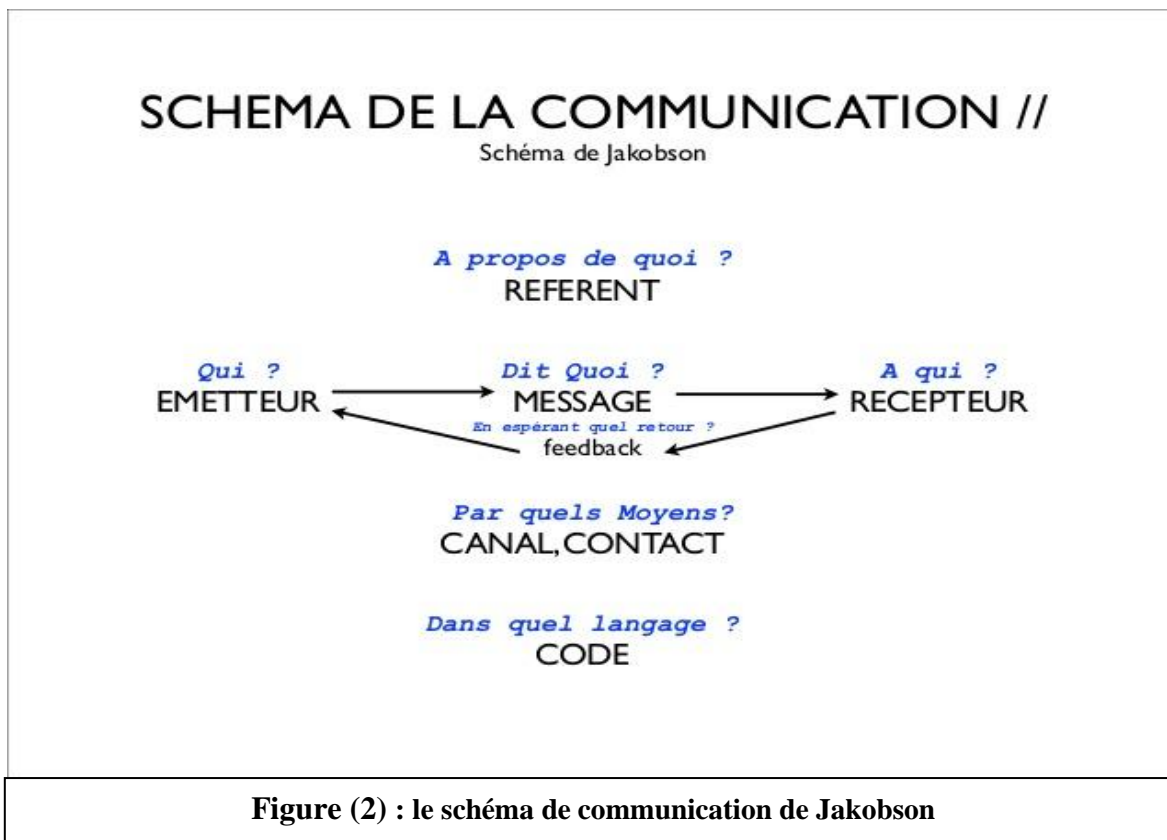 SCHEMA DE LA COMMUNICATION //
Schéma de Jakobson
A propos de quoi ?
REFERENT
Qui ? Dit Quoi ? A qui ?
EMETTEUR MESSAGE RECEPTEUR
En espérant quel retour ?
feedback
Par quels Moyens?
CANAL,CONTACT
Dans quel langage ?
CODE
Figure (2) : le schéma de communication de Jakobson